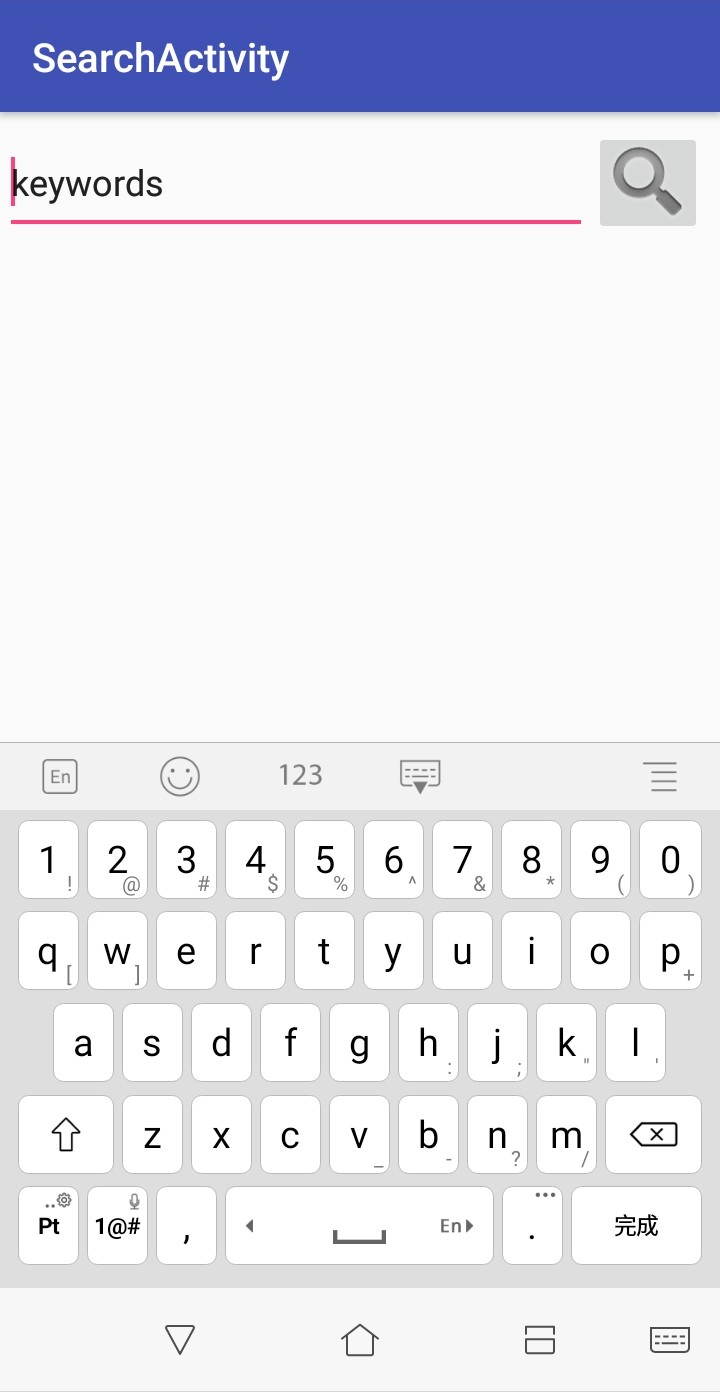 SearchActivity
keywords
En 123
1 ! 2 @ 3 # 4 $ 5 % 6 ^ 7 & 8 * 9 ( 0 )
q [ w ] e r t y u i o p +
a s d f g h : j ; k " l '
z x c v _ b - n ? m /
Pt 1@# , En . 完成